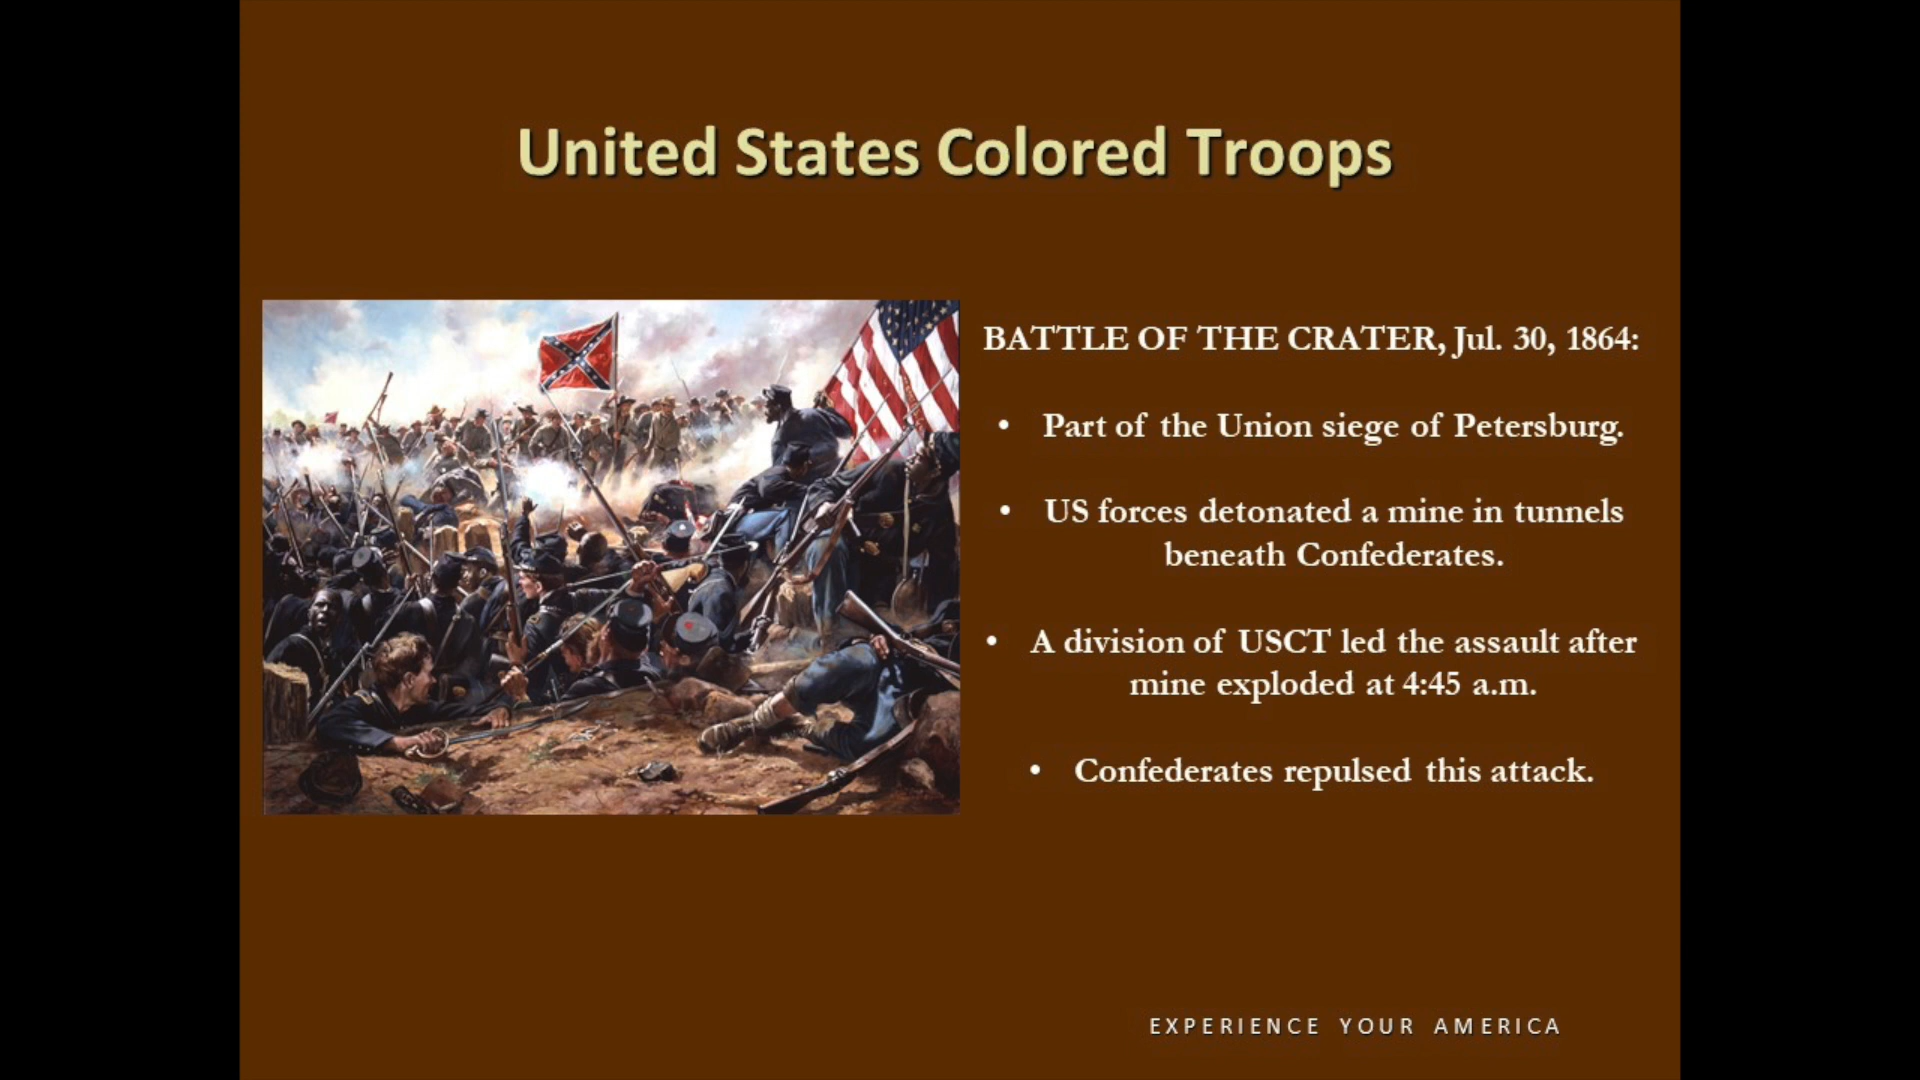 United States Colored Troops
BATTLE OF THE CRATER, Jul. 30, 1864:
• Part of the Union siege of Petersburg.
• US forces detonated a mine in tunnels
beneath Confederates.
• A division of USCT led the assault after
mine exploded at 4:45 a.m.
• Confederates repulsed this attack.
EXPERIENCE YOUR AMERICA